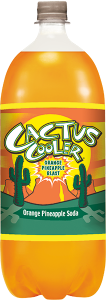 CACTUS
COOLER
ORANGE
PINEAPPLE
BLAST
Orange Pineapple Soda